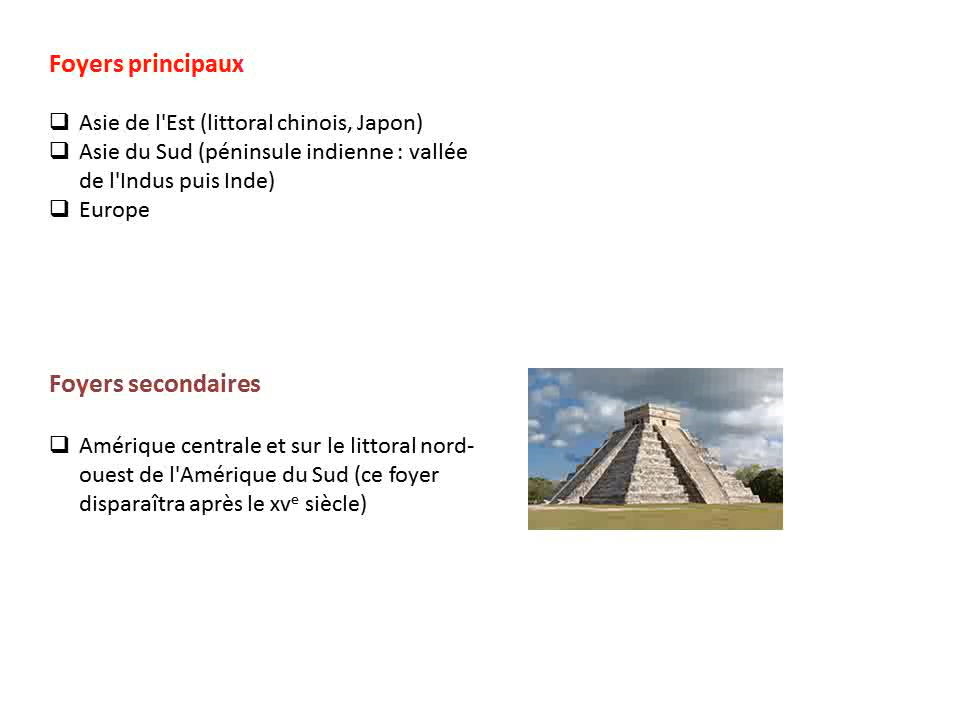 Foyers principaux
❑ Asie de l'Est (littoral chinois, Japon)
❑ Asie du Sud (péninsule indienne : vallée
de l'Indus puis Inde)
❑ Europe
Foyers secondaires
❑ Amérique centrale et sur le littoral nord-
ouest de l'Amérique du Sud (ce foyer
disparaîtra après le xvᵉ siècle)